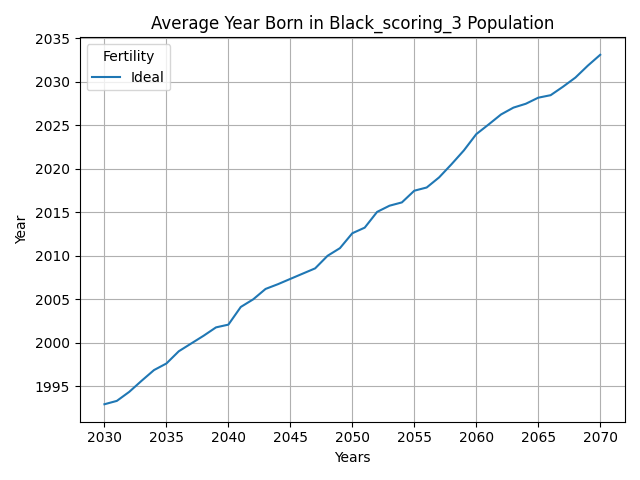 Average Year Born in Black_scoring_3 Population
Year
2035
2030
2025
2020
2015
2010
2005
2000
1995
Fertility
Ideal
2030 2035 2040 2045 2050 2055 2060 2065 2070
Years